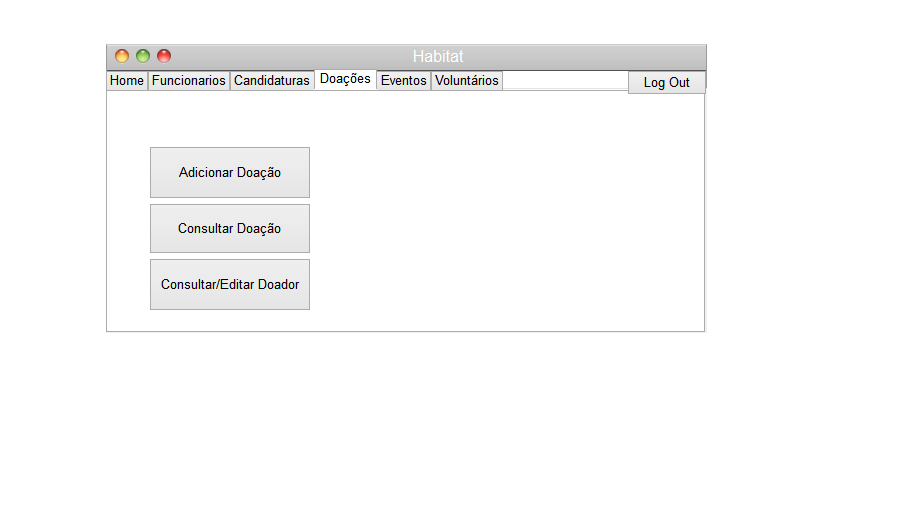 Habitat
Home Funcionarios Candidaturas Doações Eventos Voluntários Log Out
Adicionar Doação
Consultar Doação
Consultar/Editar Doador